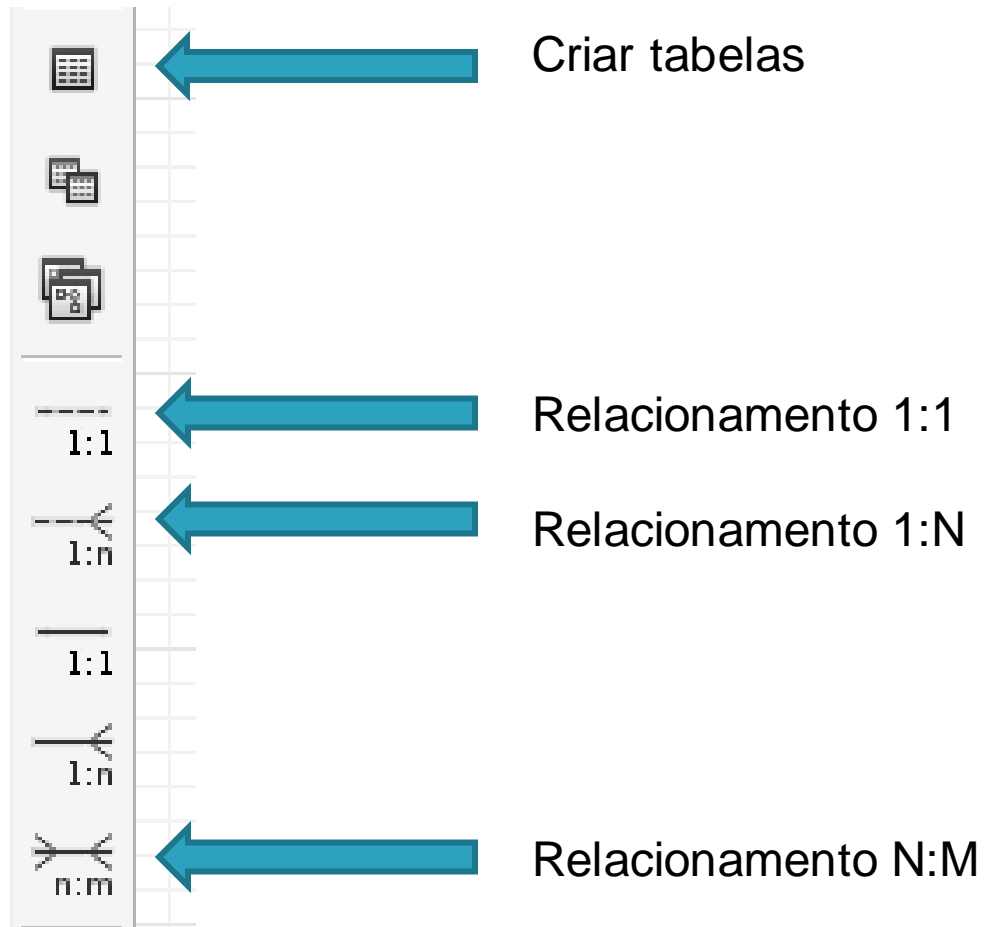 Criar tabelas
1:1
Relacionamento 1:1
1:n
Relacionamento 1:N
1:1
1:n
n:m
Relacionamento N:M